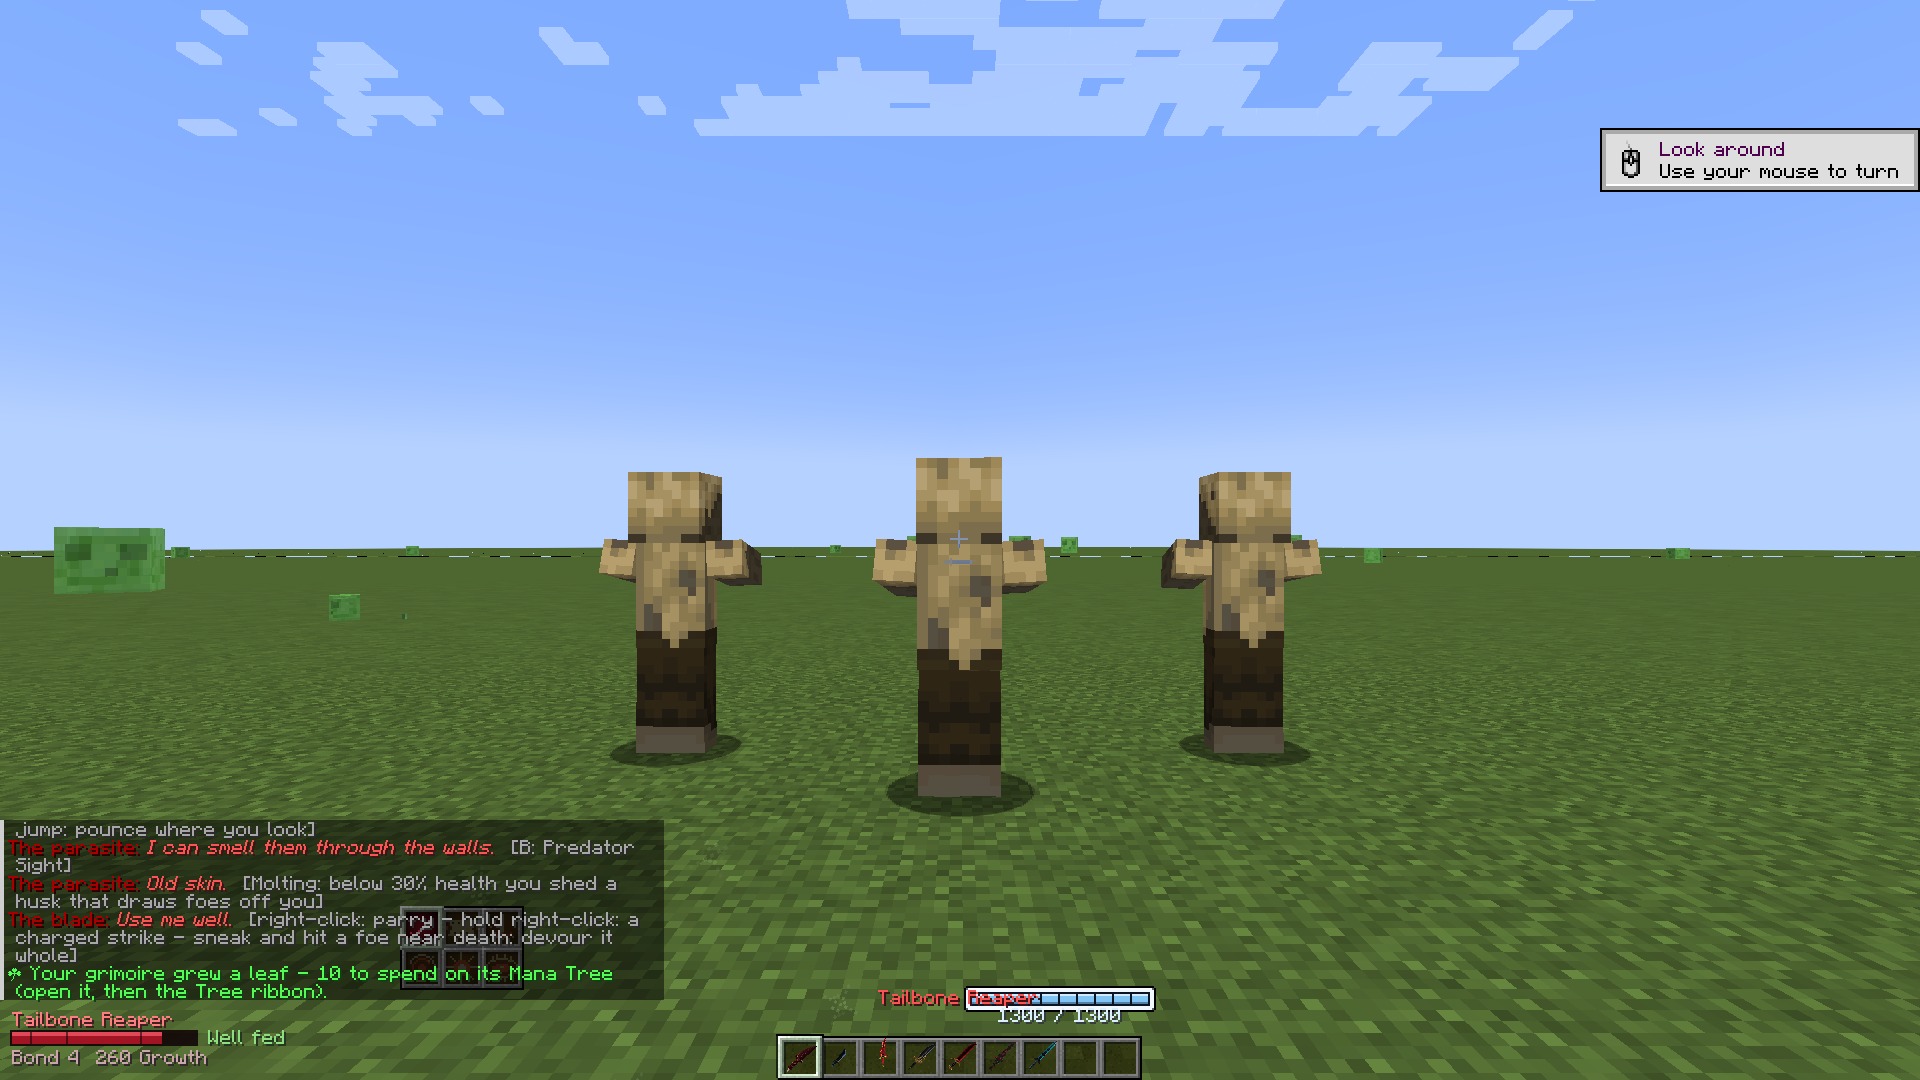 Look around
Use your mouse to turn
jump: pounce where you look]
The parasite: I can smell them through the walls. [B: Predator
Sight]
The parasite: Old skin. [Molting: below 30% health you shed a
husk that draws foes off you]
The blade: Use me well. [right-click: parry - hold right-click: a
charged strike - sneak and hit a foe near death: devour it
whole]
☘ Your grimoire grew a leaf - 10 to spend on its Mana Tree
(open it, then the Tree ribbon).
Tailbone Reaper
1300 / 1300
Tailbone Reaper
Well fed
Bond 4 260 Growth